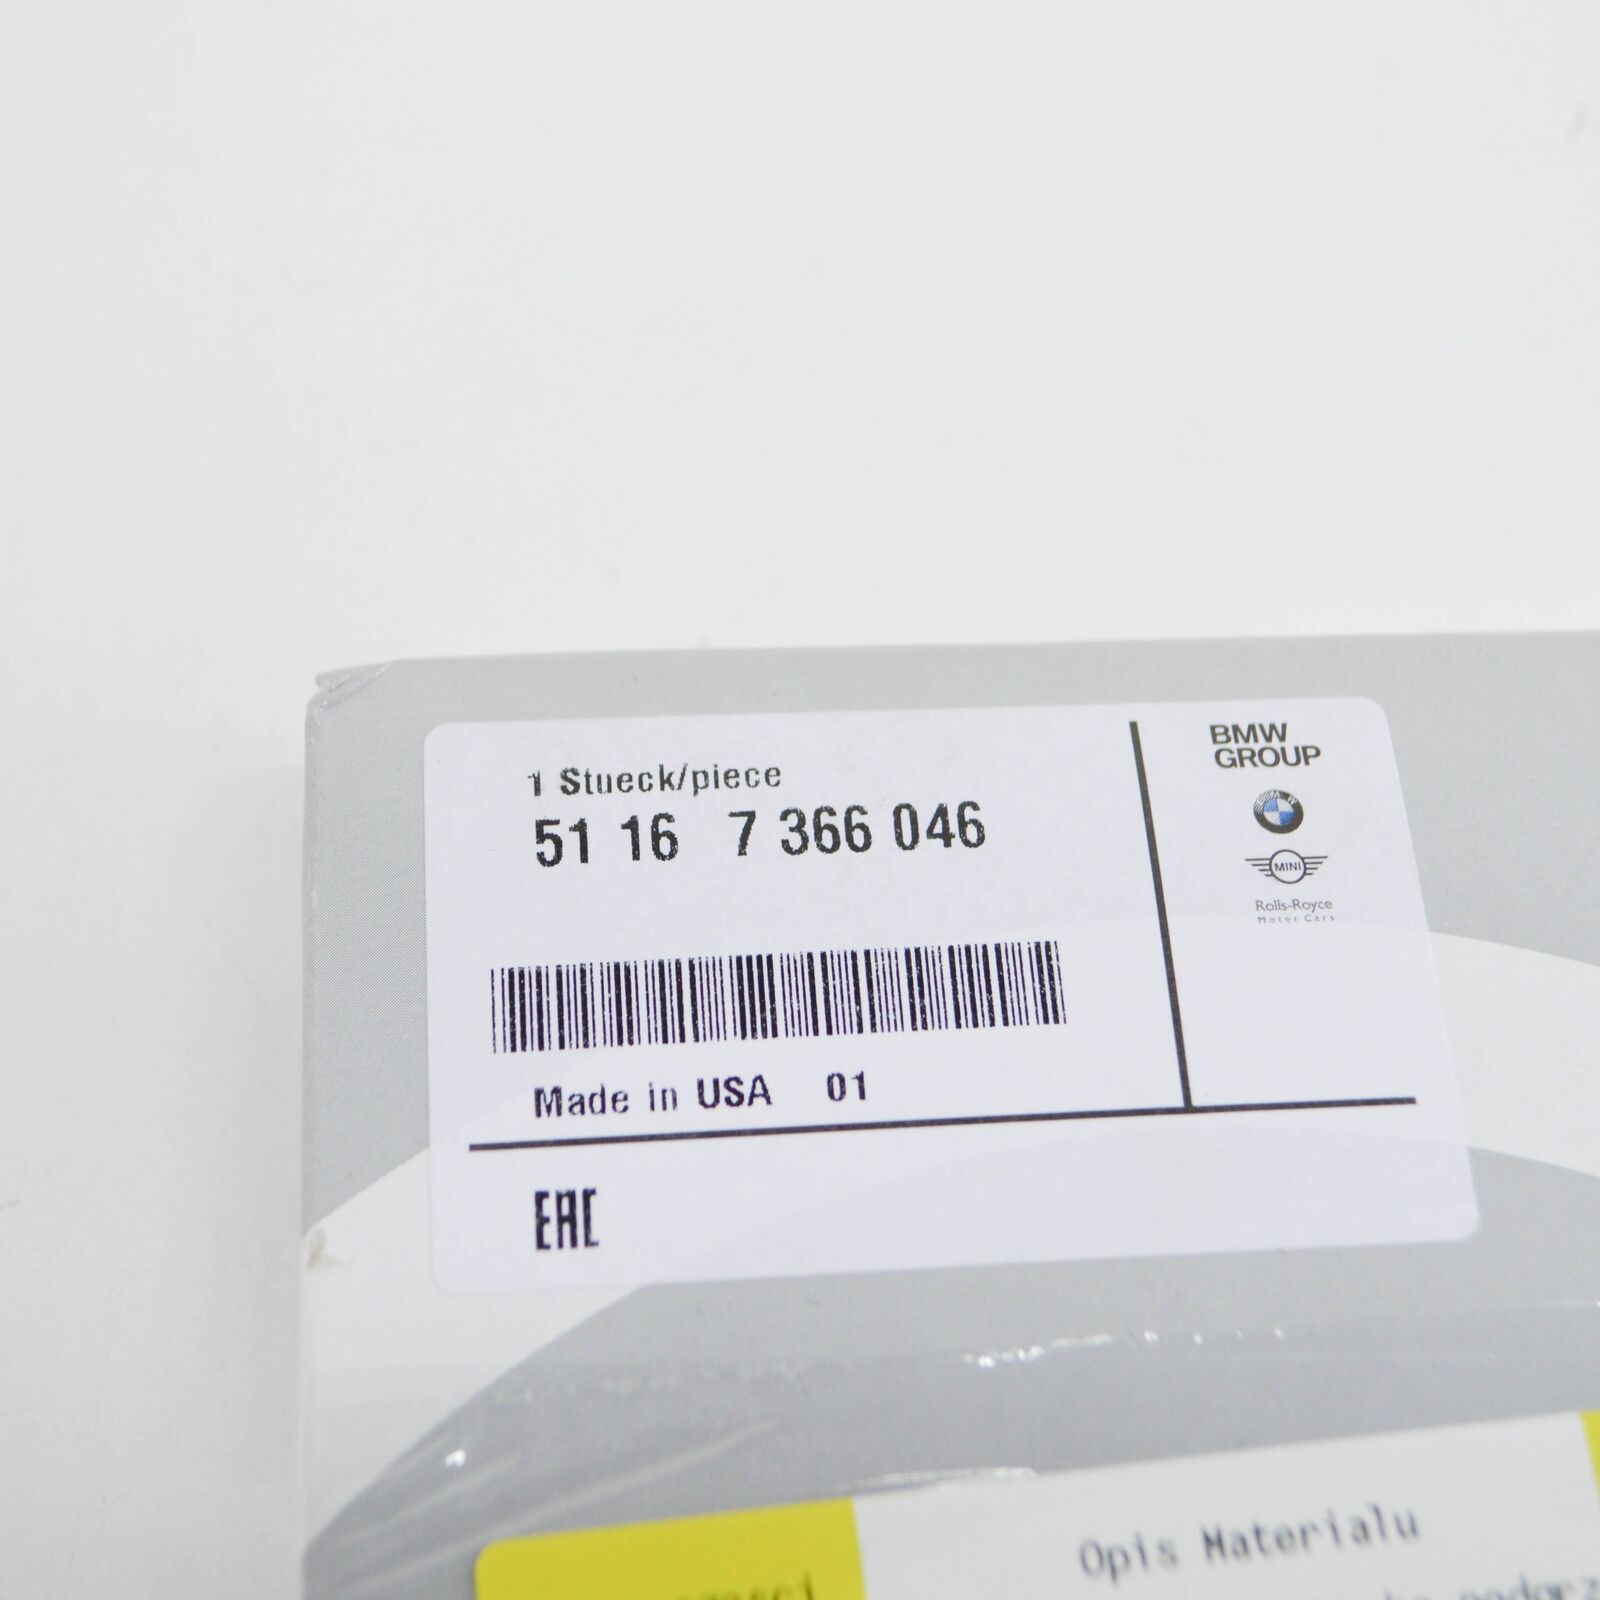 1 Stueck/piece
51 16 7 366 046
Made in USA 01
EAC
BMW
GROUP
BMW
MINI
Rolls-Royce
Motor Cars
Opis Materialu